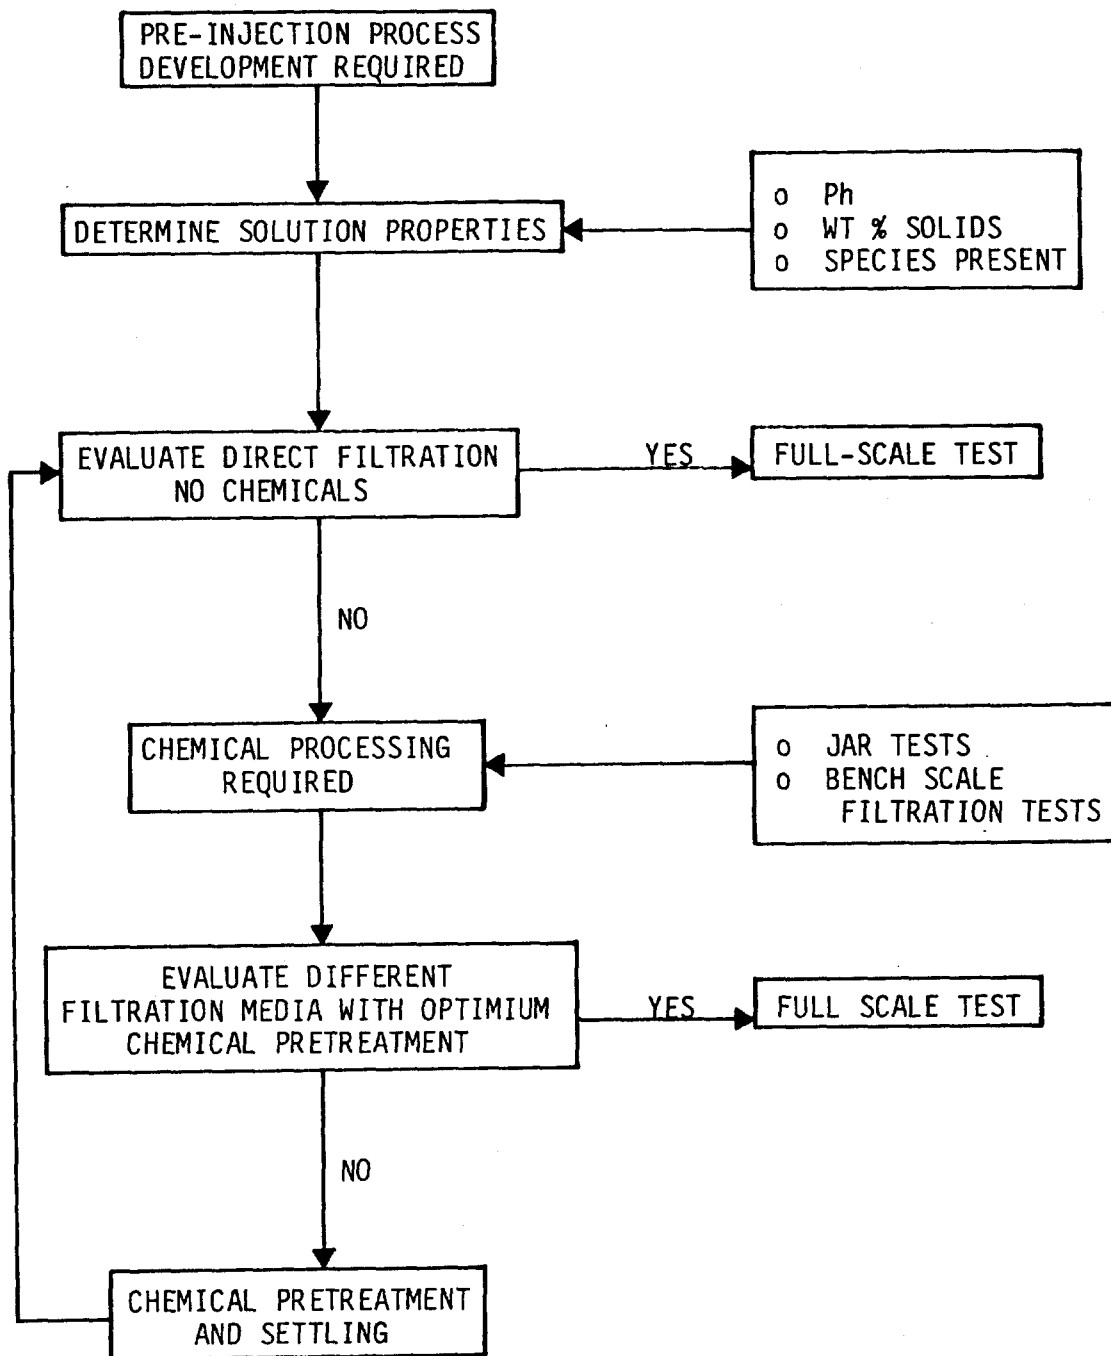 PRE-INJECTION PROCESS
DEVELOPMENT REQUIRED
DETERMINE SOLUTION PROPERTIES
o Ph
o WT % SOLIDS
o SPECIES PRESENT
EVALUATE DIRECT FILTRATION
NO CHEMICALS
YES
FULL-SCALE TEST
NO
CHEMICAL PROCESSING
REQUIRED
o JAR TESTS
o BENCH SCALE
FILTRATION TESTS
EVALUATE DIFFERENT
FILTRATION MEDIA WITH OPTIMIUM
CHEMICAL PRETREATMENT
YES
FULL SCALE TEST
NO
CHEMICAL PRETREATMENT
AND SETTLING